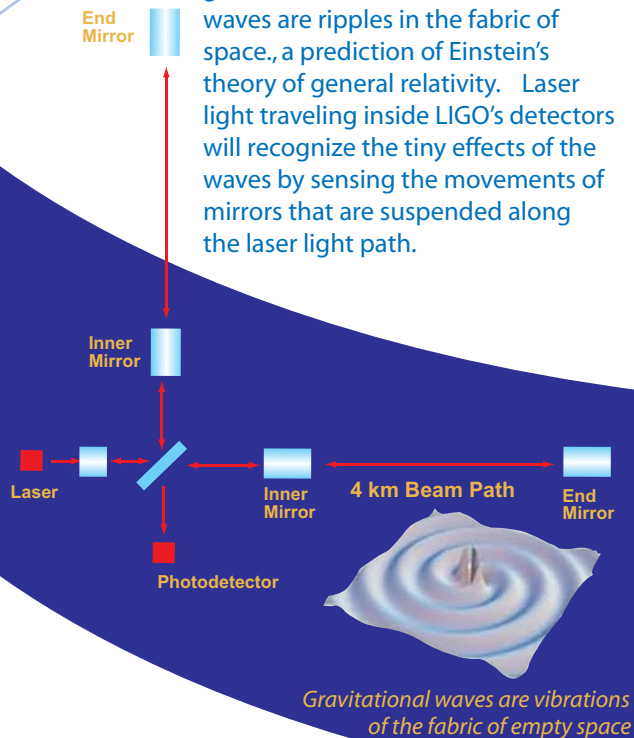 End
Mirror
waves are ripples in the fabric of
space., a prediction of Einstein’s
theory of general relativity. Laser
light traveling inside LIGO’s detectors
will recognize the tiny effects of the
waves by sensing the movements of
mirrors that are suspended along
the laser light path.
Inner
Mirror
Laser
Inner
Mirror
4 km Beam Path
End
Mirror
Photodetector
Gravitational waves are vibrations
of the fabric of empty space